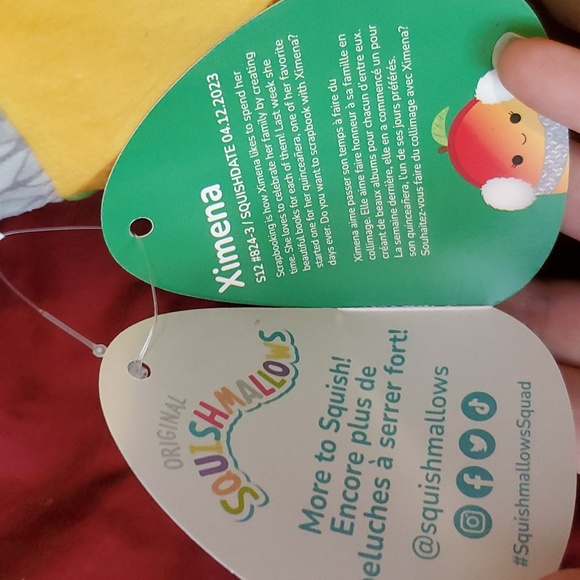 Ximena
S12 #824-3 | SQUISHDATE 04.12.2023
Scrapbooking is how Ximena likes to spend her
time. She loves to celebrate her family by creating
beautiful books for each of them! Last week she
started one for her quinceañera, one of her favorite
days ever. Do you want to scrapbook with Ximena?
Ximena aime passer son temps à faire du
collimage. Elle aime faire honneur à sa famille en
créant de beaux albums pour chacun d'entre eux.
La semaine dernière, elle en a commencé un pour
son quinceañera, l'un de ses jours préférés.
Souhaitez-vous faire du collimage avec Ximena?
ORIGINAL
SQUISHMALLOWS
More to Squish!
Encore plus de
peluches à serrer fort!
@squishmallows
#SquishmallowsSquad